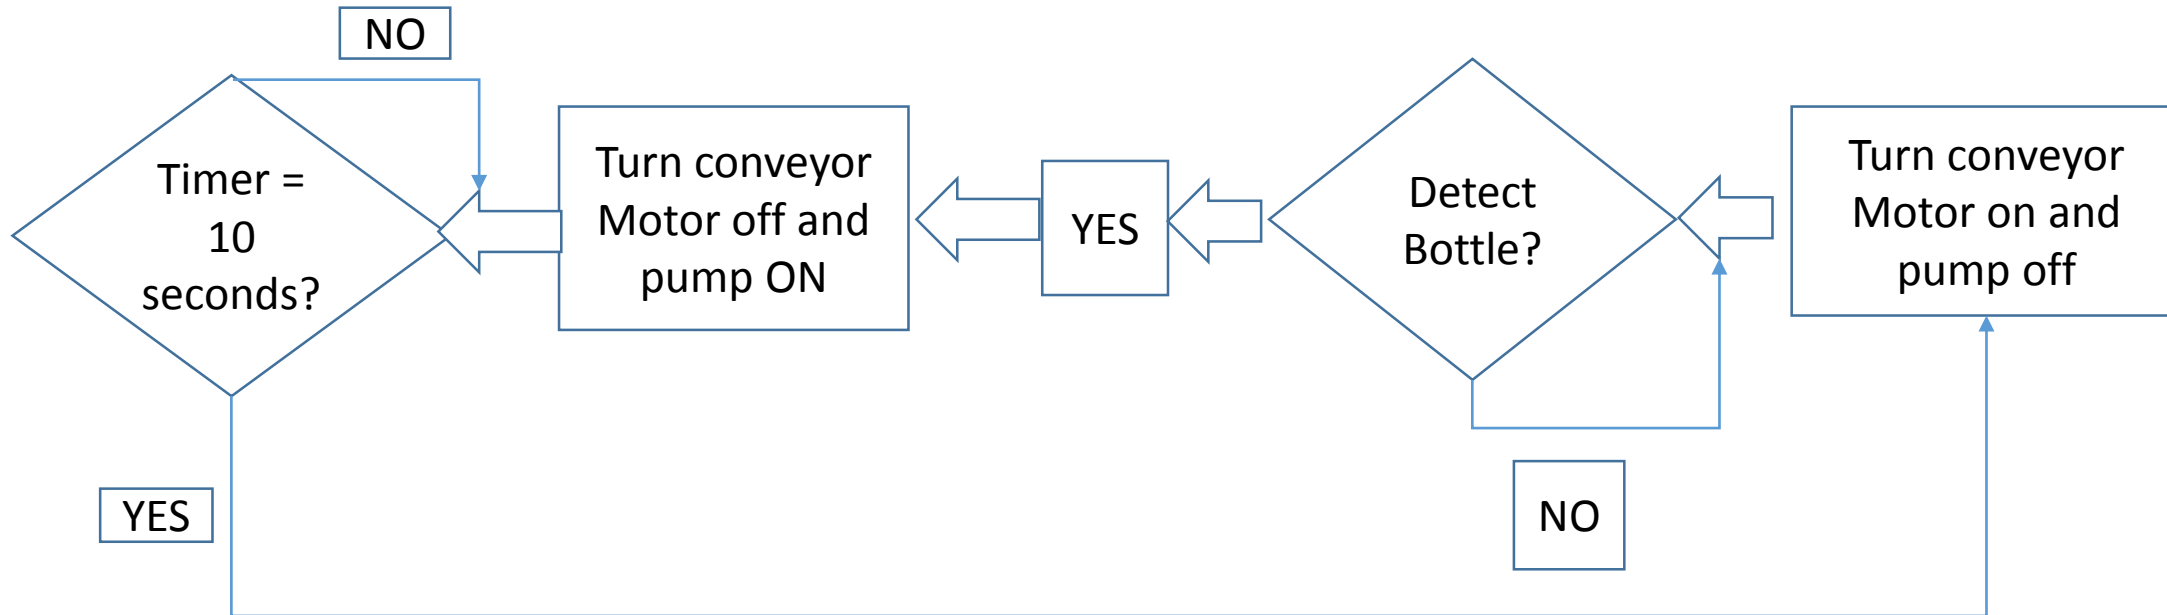 NO
Timer =
10
seconds?
Turn conveyor
Motor off and
pump ON
YES
Detect
Bottle?
Turn conveyor
Motor on and
pump off
YES
NO